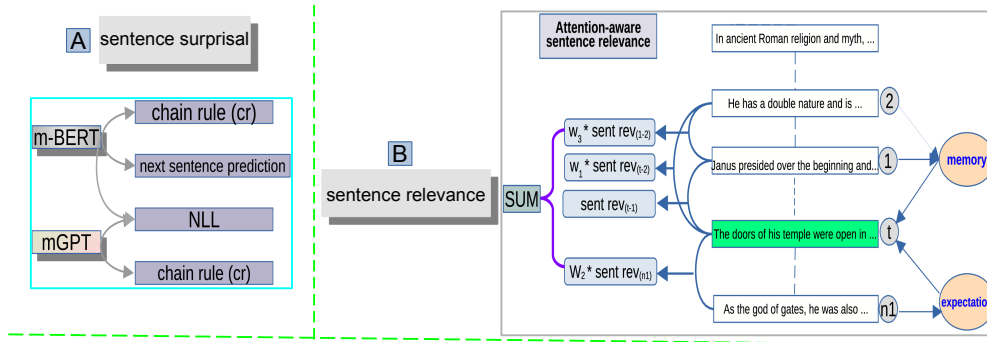 A
sentence surprisal
m-BERT
chain rule (cr)
next sentence prediction
mGPT
NLL
chain rule (cr)
B
sentence relevance
Attention-aware
sentence relevance
SUM
w3 * sent rev(1-2)
w1 * sent rev(t-2)
sent rev(t-1)
W2 * sent rev(n1)
In ancient Roman religion and myth, ...
He has a double nature and is ...
2
Janus presided over the beginning and...
1
The doors of his temple were open in ...
t
As the god of gates, he was also ...
n1
memory
expectatio